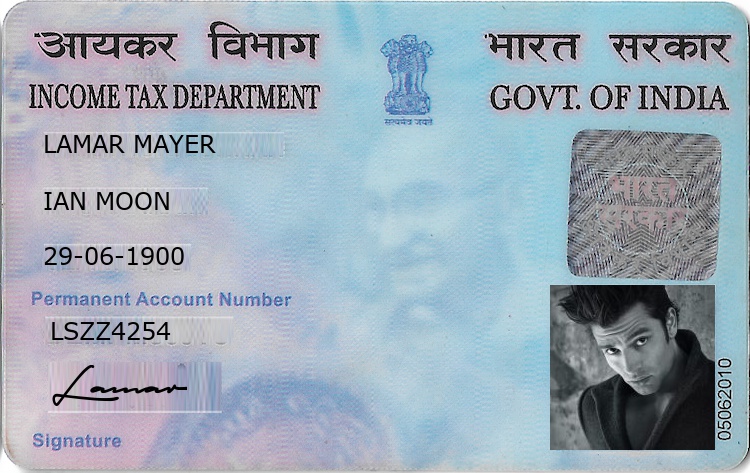 आयकर विभाग
भारत सरकार
INCOME TAX DEPARTMENT
GOVT. OF INDIA
सत्यमेव जयते
LAMAR MAYER
भारत
सरकार
IAN MOON
29-06-1900
Permanent Account Number
LSZZ4254
Lamar
05062010
Signature